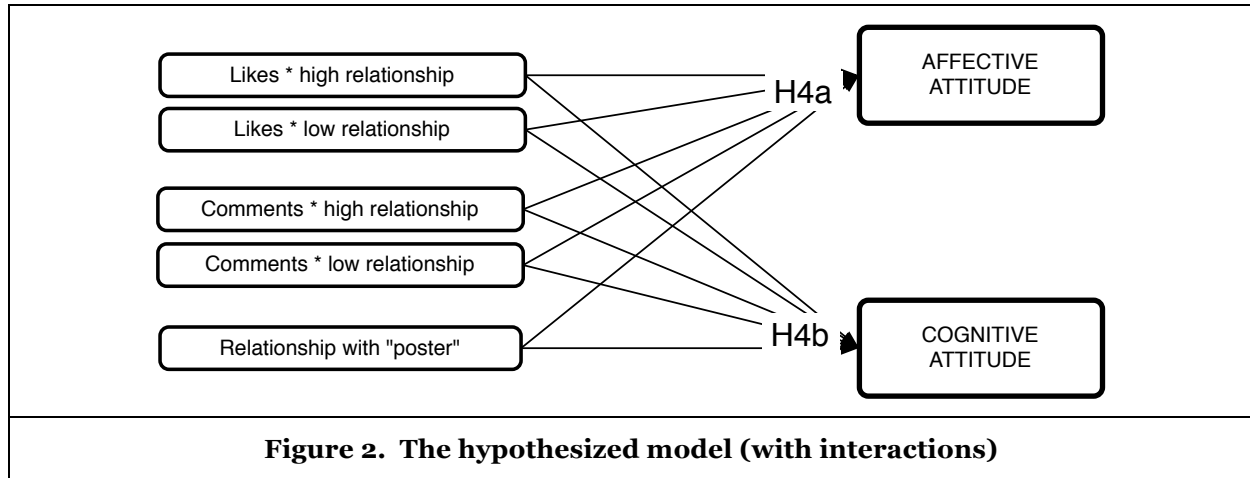 Likes * high relationship
Likes * low relationship
Comments * high relationship
Comments * low relationship
Relationship with "poster"
H4a
H4b
AFFECTIVE
ATTITUDE
COGNITIVE
ATTITUDE
Figure 2. The hypothesized model (with interactions)